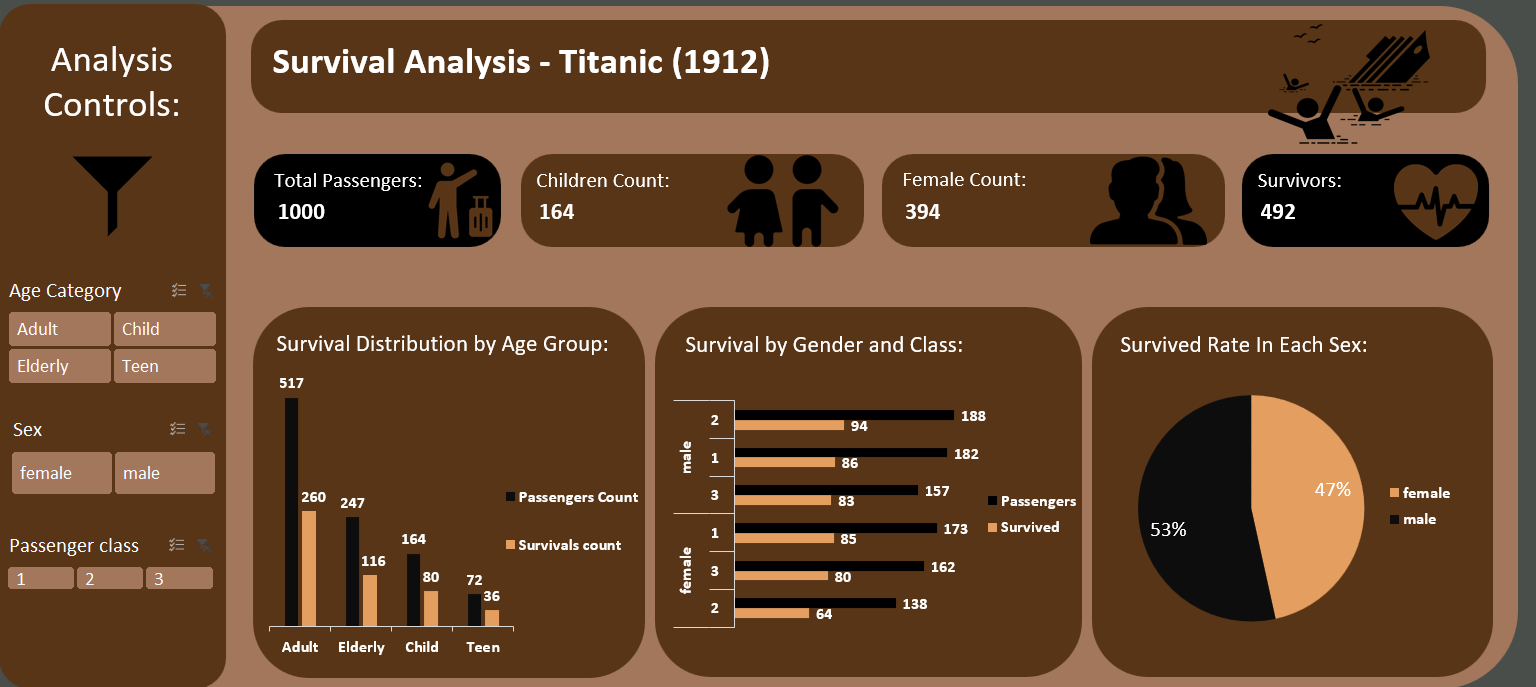 Analysis
Controls:
Age Category
Adult
Child
Elderly
Teen
Sex
female
male
Passenger class
1
2
3
Survival Analysis - Titanic (1912)
Total Passengers:
1000
Children Count:
164
Female Count:
394
Survivors:
492
Survival Distribution by Age Group:
517
260
247
116
164
80
72
36
Adult
Elderly
Child
Teen
Passengers Count
Survivals count
Survival by Gender and Class:
male
2
188
94
1
182
86
3
157
83
female
1
173
85
3
162
80
2
138
64
Passengers
Survived
Survived Rate In Each Sex:
47%
53%
female
male